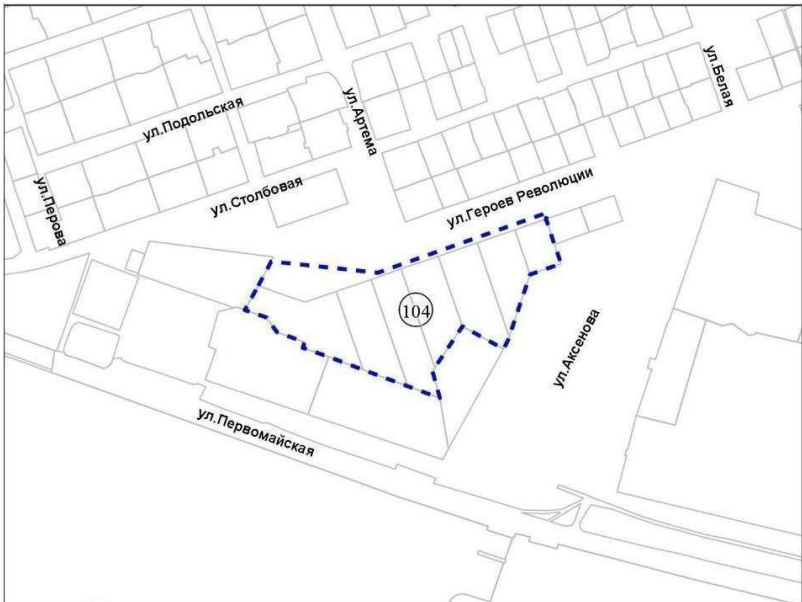 ул.Подольская
ул.Артема
ул.Белая
ул.Перова
ул.Столбовая
ул.Героев Революции
104
ул.Аксенова
ул.Первомайская